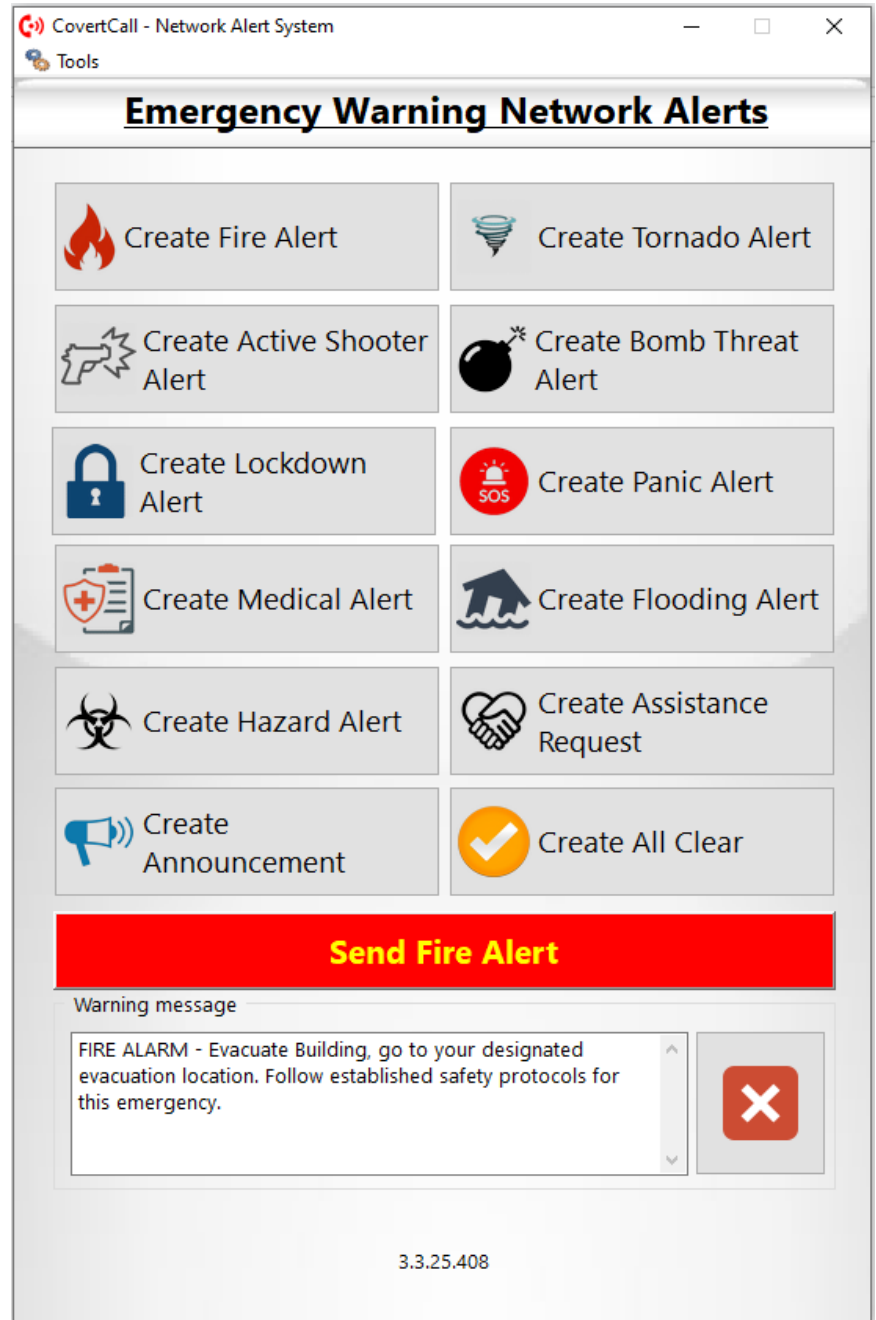 CovertCall - Network Alert System
Tools
Emergency Warning Network Alerts
Create Fire Alert
Create Tornado Alert
Create Active Shooter
Alert
Create Bomb Threat
Alert
Create Lockdown
Alert
SOS
Create Panic Alert
Create Medical Alert
Create Flooding Alert
Create Hazard Alert
Create Assistance
Request
Create
Announcement
Create All Clear
Send Fire Alert
Warning message
FIRE ALARM - Evacuate Building, go to your designated
evacuation location. Follow established safety protocols for
this emergency.
3.3.25.408